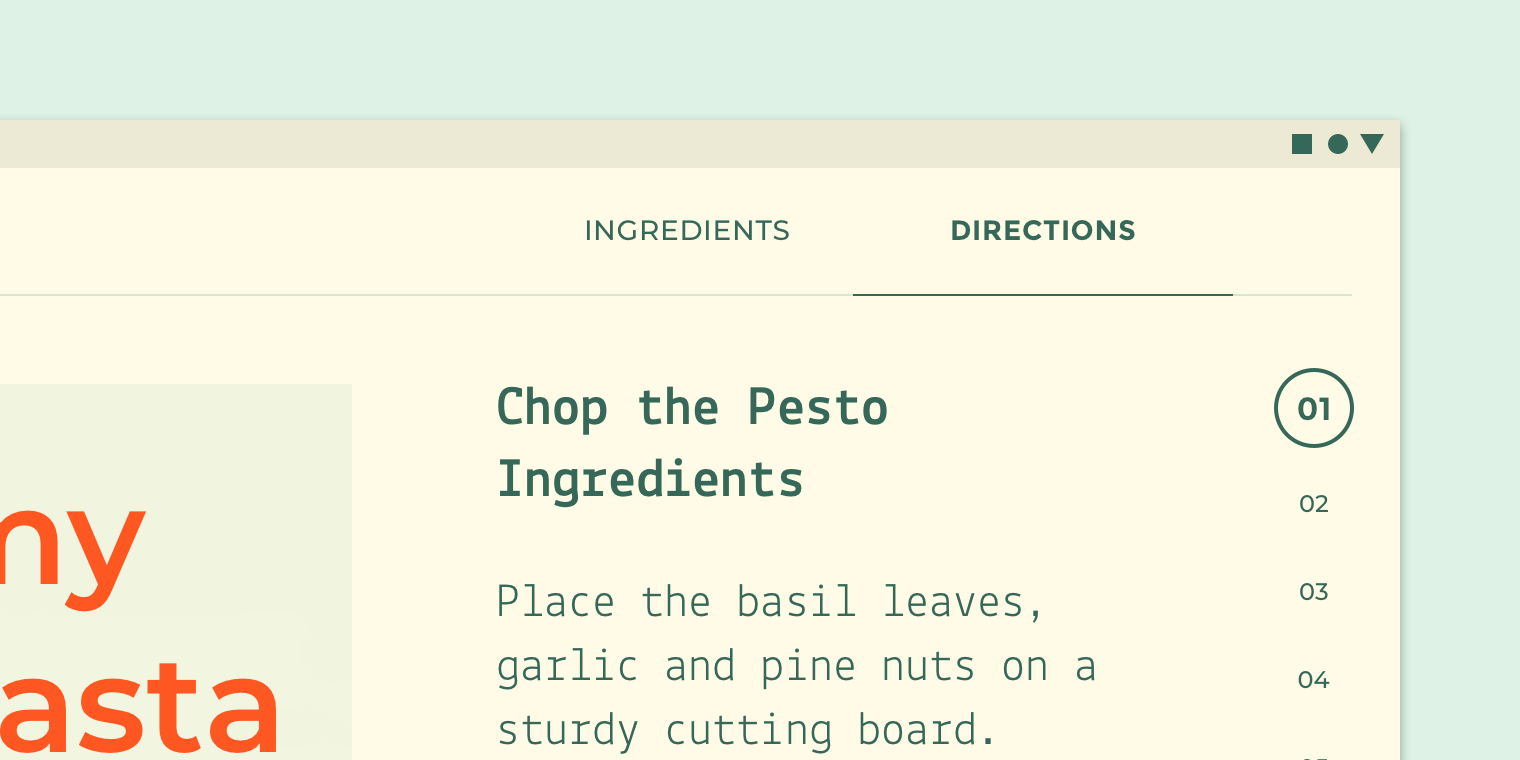 INGREDIENTS DIRECTIONS
Chop the Pesto
Ingredients
Place the basil leaves,
garlic and pine nuts on a
sturdy cutting board.
01
02
03
04
ny
asta